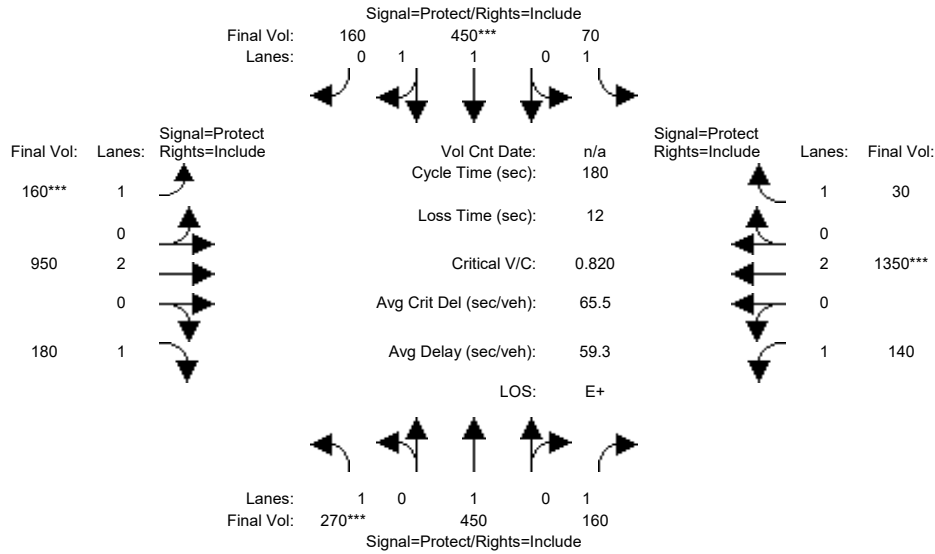 Signal=Protect/Rights=Include
Final Vol: 160 450*** 70
Lanes: 0 1 1 0 1
Signal=Protect
Final Vol: Lanes: Rights=Include
Vol Cnt Date: n/a
Signal=Protect
Rights=Include Lanes: Final Vol:
Cycle Time (sec): 180
160*** 1
1 30
Loss Time (sec): 12
0
0
950 2
Critical V/C: 0.820
2 1350***
0
Avg Crit Del (sec/veh): 65.5
0
180 1
Avg Delay (sec/veh): 59.3
1 140
LOS: E+
Lanes: 1 0 1 0 1
Final Vol: 270*** 450 160
Signal=Protect/Rights=Include